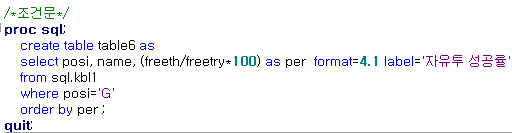 /*조건문*/
proc sql;
create table table6 as
select posi, name, (freeth/freetry*100) as per format=4.1 label='자유투 성공률'
from sql.kbl1
where posi='G'
order by per ;
quit;